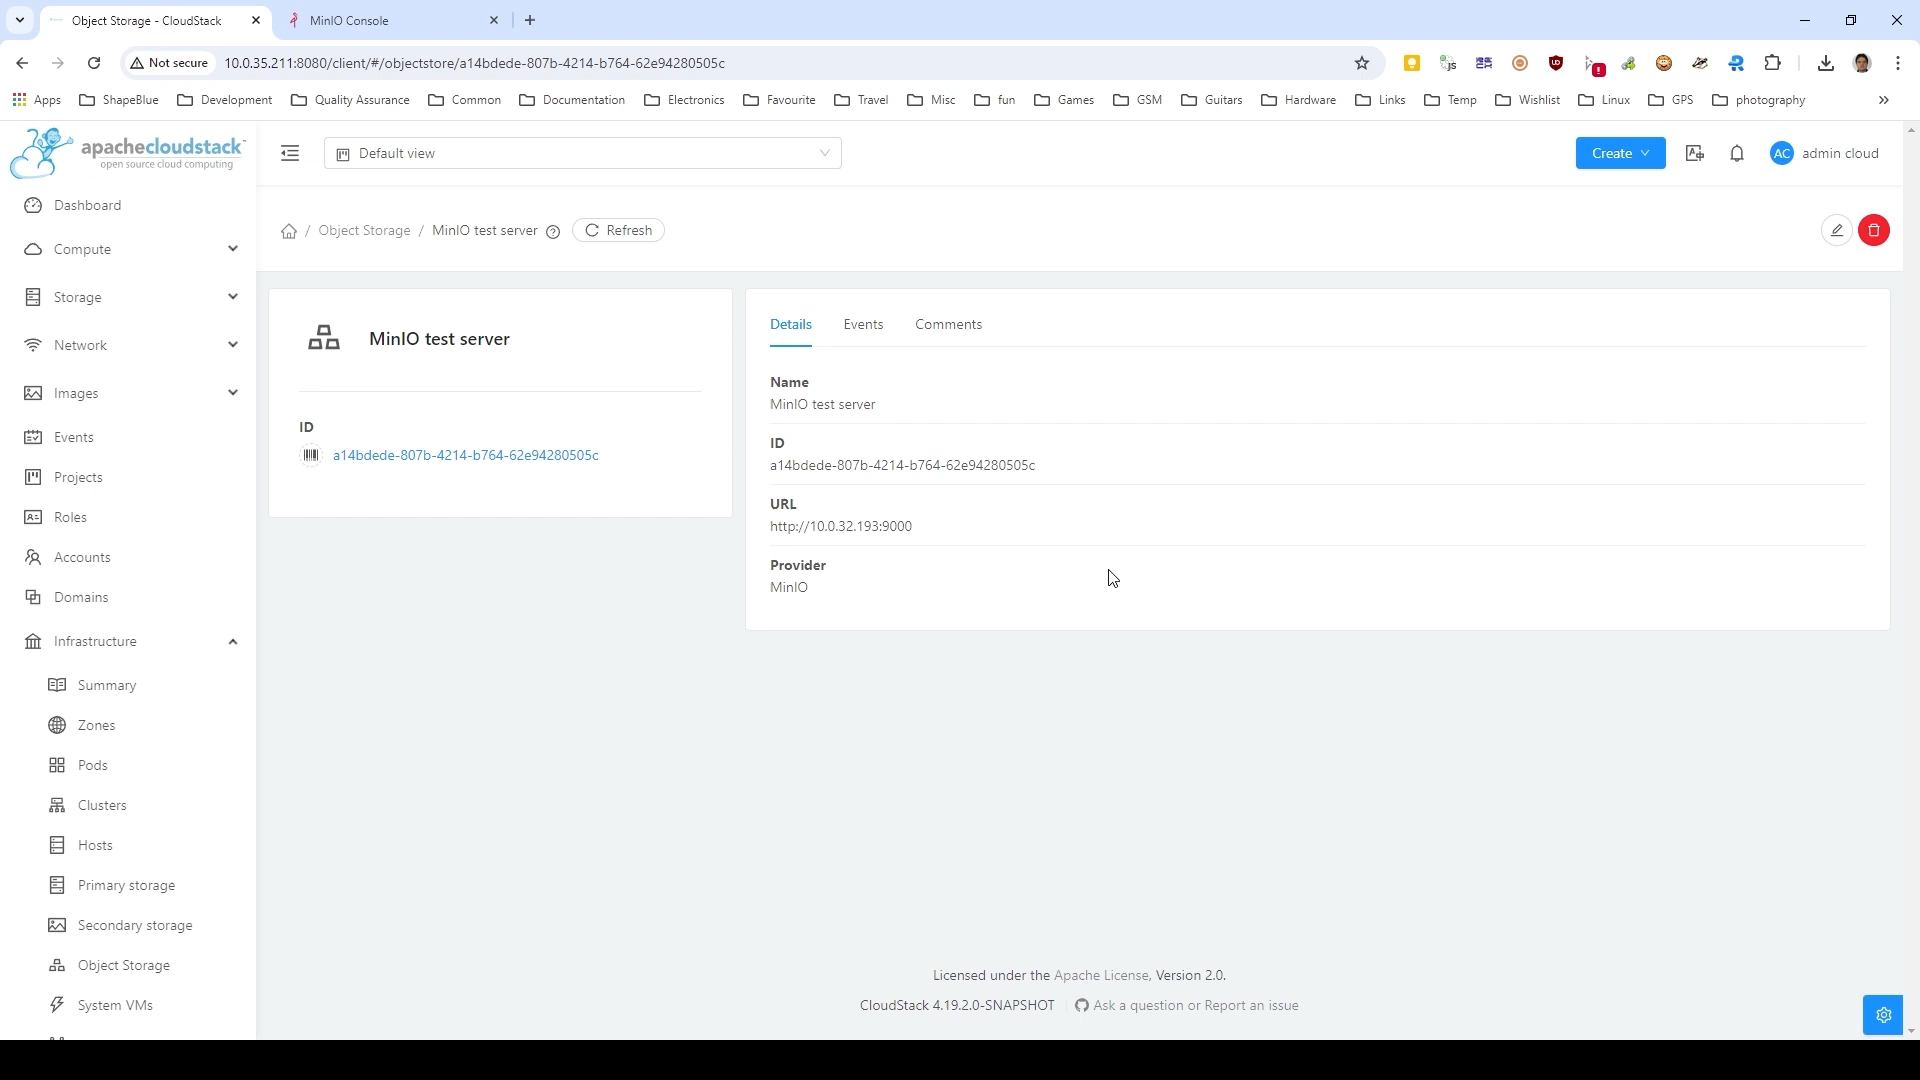 Object Storage - CloudStack
MinIO Console
Not secure
10.0.35.211:8080/client/#/objectstore/a14bdede-807b-4214-b764-62e94280505c
Apps
ShapeBlue
Development
Quality Assurance
Common
Documentation
Electronics
Favourite
Travel
Misc
fun
Games
GSM
Guitars
Hardware
Links
Temp
Wishlist
Linux
GPS
photography
apachecloudstack™
open source cloud computing
Default view
Create
AC
admin cloud
Dashboard
Compute
Storage
Network
Images
Events
Projects
Roles
Accounts
Domains
Infrastructure
Summary
Zones
Pods
Clusters
Hosts
Primary storage
Secondary storage
Object Storage
System VMs
/ Object Storage / MinIO test server
Refresh
MinIO test server
ID
a14bdede-807b-4214-b764-62e94280505c
Details
Events
Comments
Name
MinIO test server
ID
a14bdede-807b-4214-b764-62e94280505c
URL
http://10.0.32.193:9000
Provider
MinIO
Licensed under the Apache License, Version 2.0.
CloudStack 4.19.2.0-SNAPSHOT
Ask a question or Report an issue